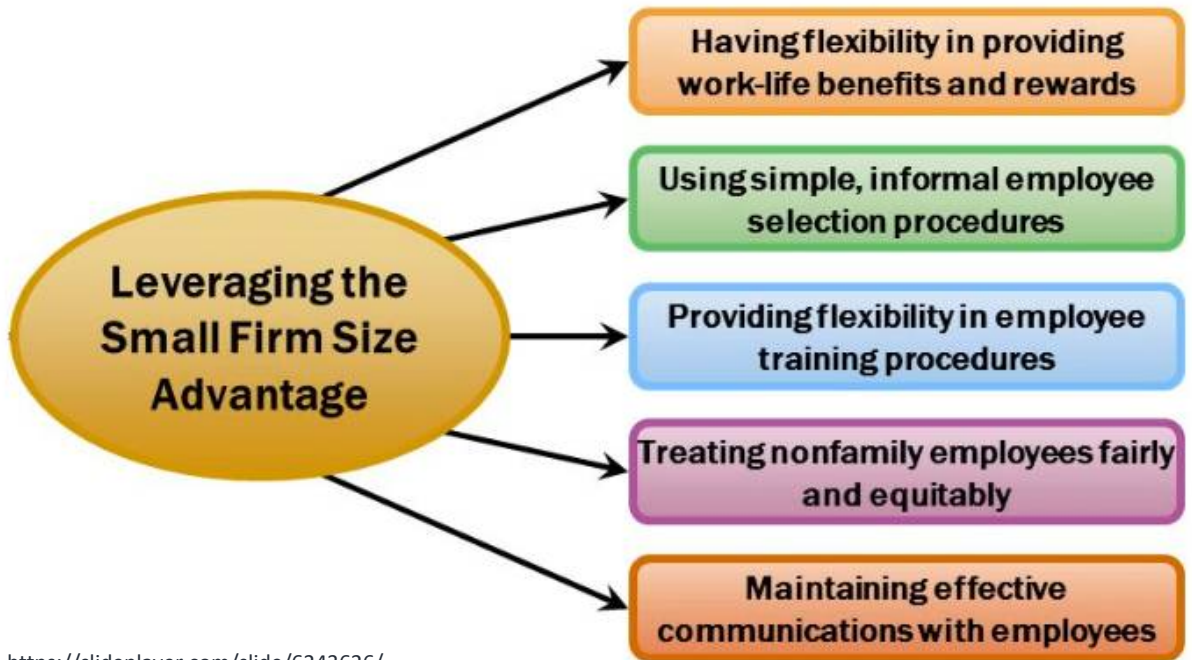 Leveraging the
Small Firm Size
Advantage
Having flexibility in providing
work-life benefits and rewards
Using simple, informal employee
selection procedures
Providing flexibility in employee
training procedures
Treating nonfamily employees fairly
and equitably
Maintaining effective
communications with employees